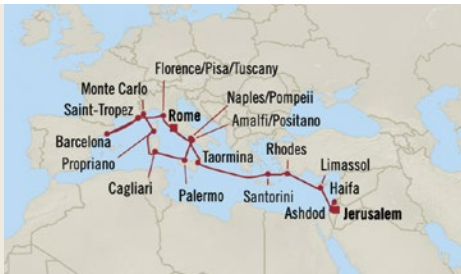 Florence/Pisa/Tuscany
Monte Carlo
Naples/Pompeii
Saint-Tropez
Rome
Amalfi/Positano
Barcelona
Rhodes
Propriano
Taormina
Limassol
Haifa
Cagliari
Palermo
Santorini
Ashdod
Jerusalem